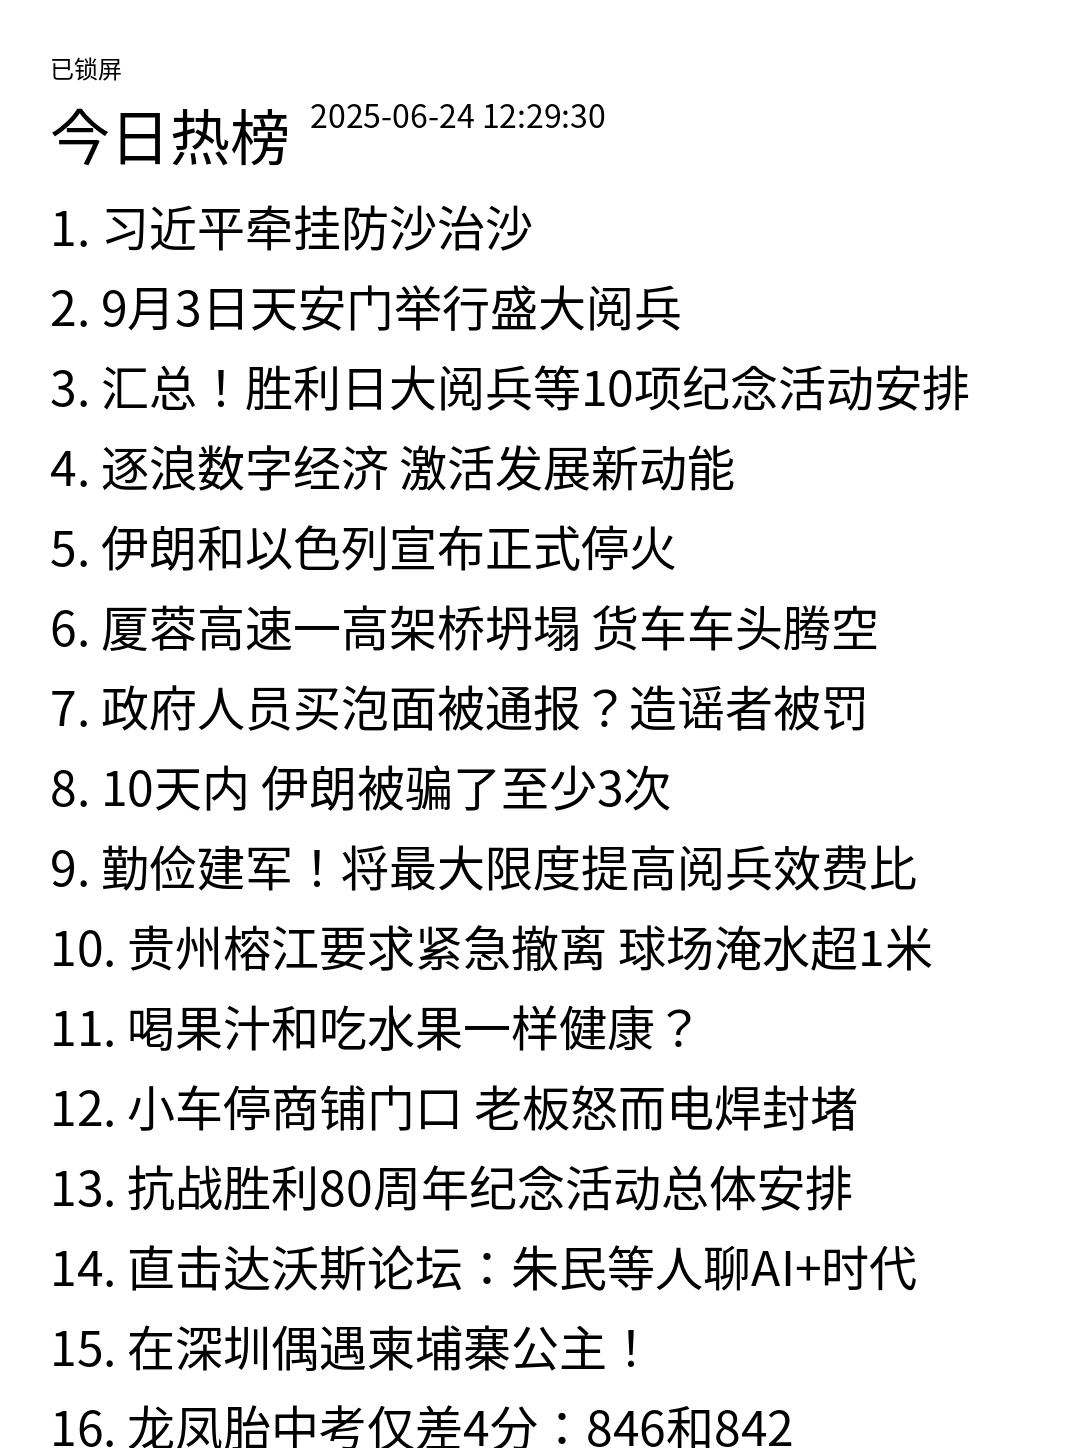 已锁屏
今日热榜 2025-06-24 12:29:30
1. 习近平牵挂防沙治沙
2. 9月3日天安门举行盛大阅兵
3. 汇总！胜利日大阅兵等10项纪念活动安排
4. 逐浪数字经济 激活发展新动能
5. 伊朗和以色列宣布正式停火
6. 厦蓉高速一高架桥坍塌 货车车头腾空
7. 政府人员买泡面被通报？造谣者被罚
8. 10天内 伊朗被骗了至少3次
9. 勤俭建军！将最大限度提高阅兵效费比
10. 贵州榕江要求紧急撤离 球场淹水超1米
11. 喝果汁和吃水果一样健康？
12. 小车停商铺门口 老板怒而电焊封堵
13. 抗战胜利80周年纪念活动总体安排
14. 直击达沃斯论坛：朱民等人聊AI+时代
15. 在深圳偶遇柬埔寨公主！
16. 龙凤胎中考仅差4分：846和842